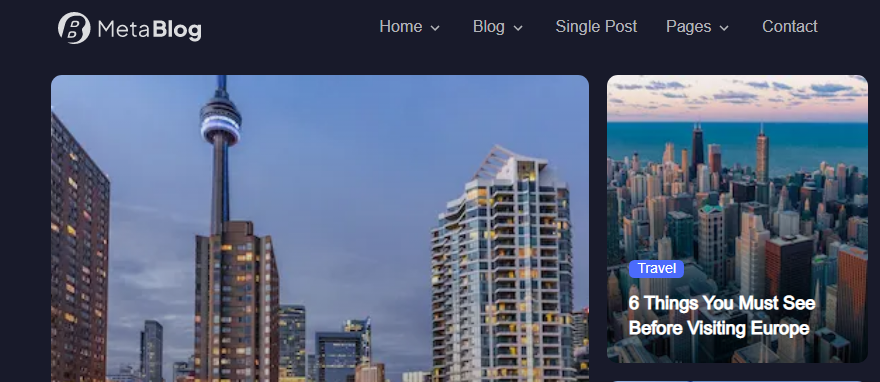 MetaBlog
Home
Blog
Single Post
Pages
Contact
Travel
6 Things You Must See
Before Visiting Europe